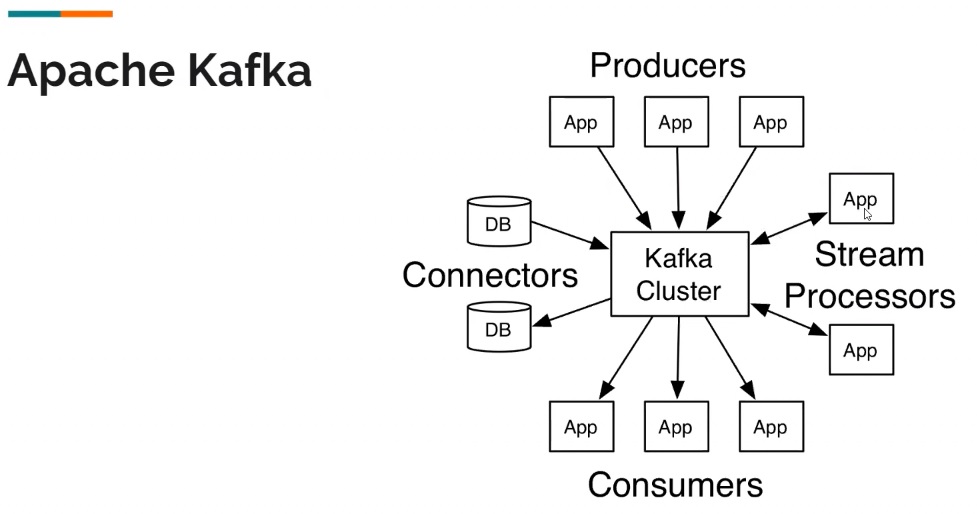 Apache Kafka
Producers
App
App
App
App
DB
Kafka
Cluster
Stream
Processors
Connectors
DB
App
App
App
App
Consumers